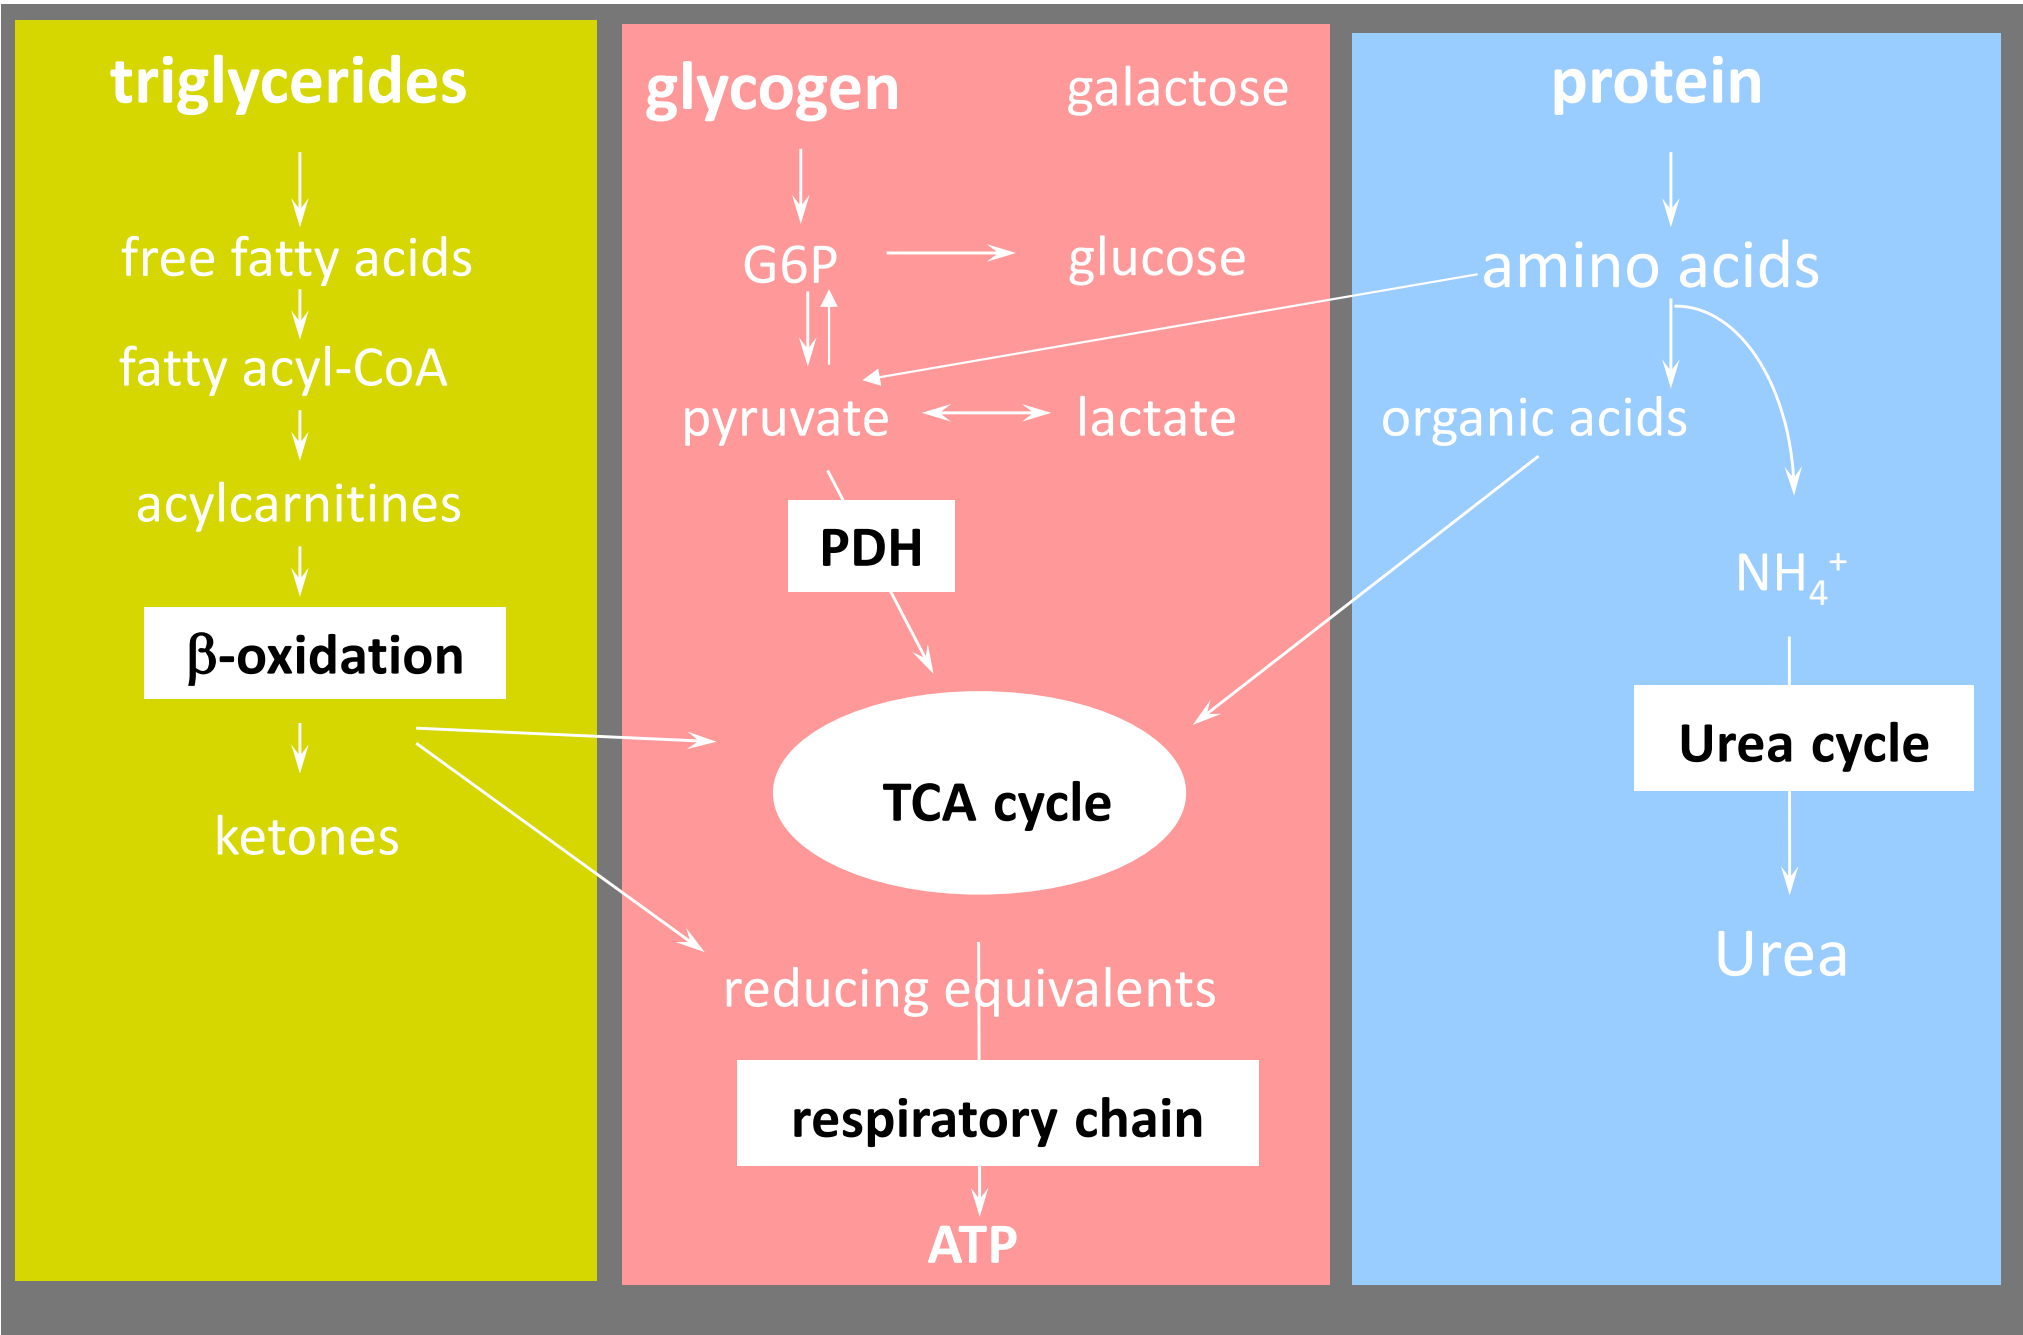 triglycerides
free fatty acids
fatty acyl-CoA
acylcarnitines
β-oxidation
ketones
glycogen
galactose
G6P
glucose
pyruvate
lactate
PDH
TCA cycle
reducing equivalents
respiratory chain
ATP
protein
amino acids
organic acids
NH₄⁺
Urea cycle
Urea